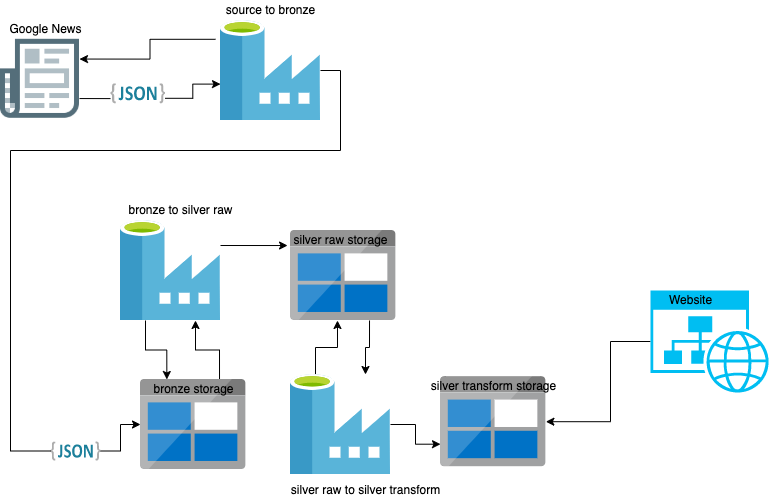 source to bronze
Google News
{JSON}
bronze to silver raw
silver raw storage
Website
bronze storage
silver transform storage
{JSON}
silver raw to silver transform